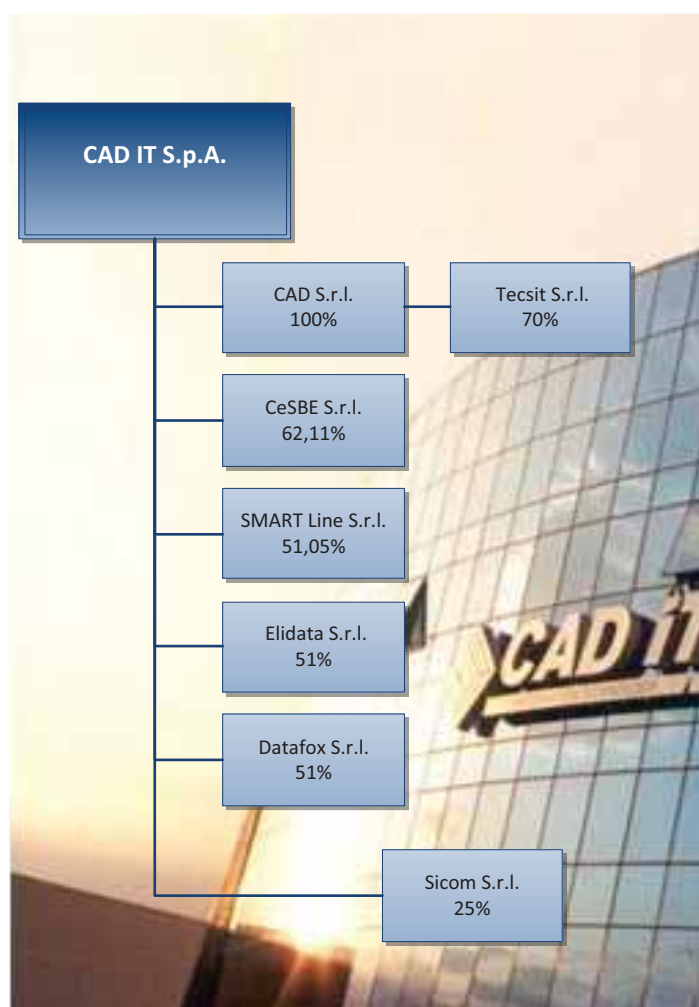 CAD IT S.p.A.
CAD S.r.l.
100%
Tecsit S.r.l.
70%
CeSBE S.r.l.
62,11%
SMART Line S.r.l.
51,05%
Elidata S.r.l.
51%
Datafox S.r.l.
51%
CAD iT
Sicom S.r.l.
25%